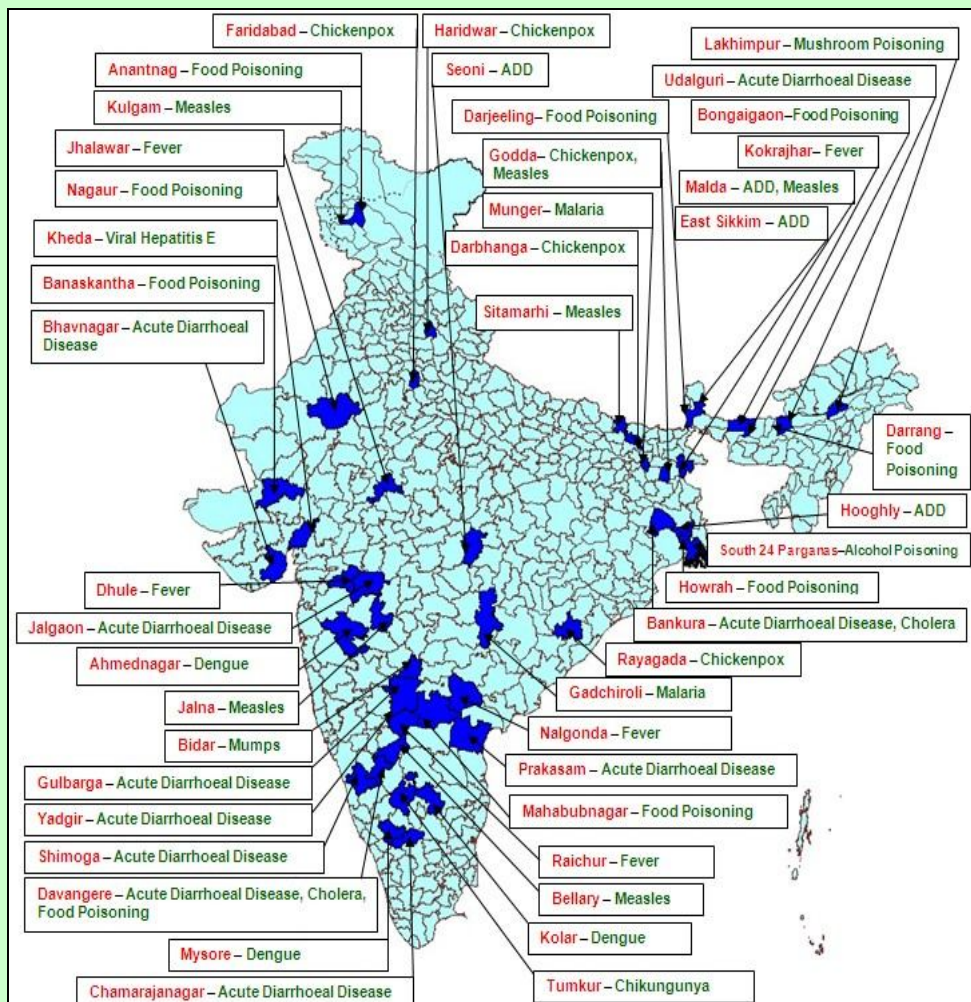 Faridabad – Chickenpox
Haridwar – Chickenpox
Lakhimpur – Mushroom Poisoning
Anantnag – Food Poisoning
Seoni – ADD
Udalguri – Acute Diarrhoeal Disease
Kulgam – Measles
Darjeeling – Food Poisoning
Bongaigaon–Food Poisoning
Jhalawar – Fever
Godda– Chickenpox,
Measles
Kokrajhar – Fever
Nagaur – Food Poisoning
Malda – ADD, Measles
Munger– Malaria
East Sikkim – ADD
Kheda – Viral Hepatitis E
Darbhanga – Chickenpox
Banaskantha – Food Poisoning
Sitamarhi – Measles
Bhavnagar – Acute Diarrhoeal
Disease
Darrang –
Food
Poisoning
Hooghly – ADD
South 24 Parganas–Alcohol Poisoning
Dhule – Fever
Howrah – Food Poisoning
Jalgaon – Acute Diarrhoeal Disease
Bankura – Acute Diarrhoeal Disease, Cholera
Ahmednagar – Dengue
Rayagada – Chickenpox
Jalna – Measles
Gadchiroli – Malaria
Bidar – Mumps
Nalgonda – Fever
Gulbarga – Acute Diarrhoeal Disease
Prakasam – Acute Diarrhoeal Disease
Yadgir – Acute Diarrhoeal Disease
Mahabubnagar – Food Poisoning
Shimoga – Acute Diarrhoeal Disease
Raichur – Fever
Davangere – Acute Diarrhoeal Disease, Cholera,
Food Poisoning
Bellary – Measles
Kolar – Dengue
Mysore – Dengue
Tumkur – Chikungunya
Chamarajanagar – Acute Diarrhoeal Disease